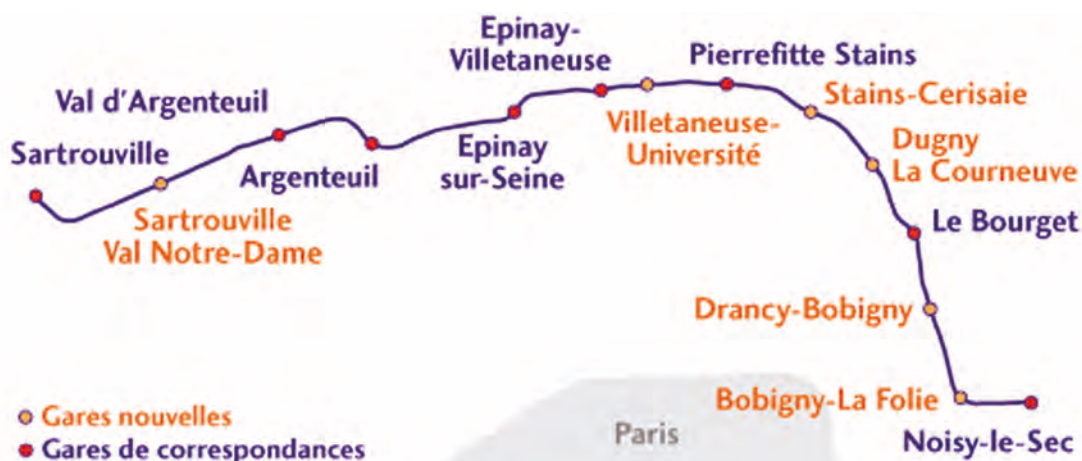 Epinay-
Villetaneuse
Pierrefitte Stains
Val d'Argenteuil
Stains-Cerisaie
Sartrouville
Villetaneuse-
Université
Dugny
La Courneuve
Argenteuil
Epinay
sur-Seine
Sartrouville
Val Notre-Dame
Le Bourget
Drancy-Bobigny
Bobigny-La Folie
Gares nouvelles
Paris
Noisy-le-Sec
Gares de correspondances